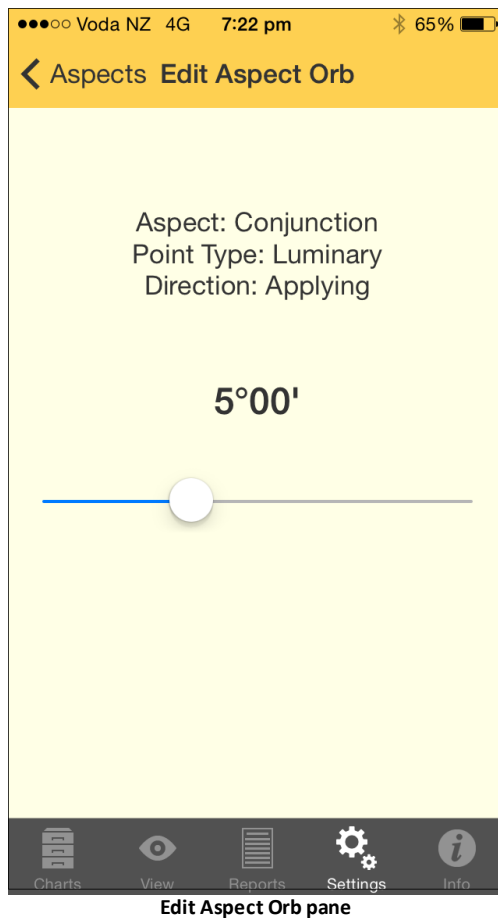 Voda NZ 4G 7:22 pm 65%
Aspects Edit Aspect Orb
Aspect: Conjunction
Point Type: Luminary
Direction: Applying
5°00'
Charts View Reports Settings Info
Edit Aspect Orb pane